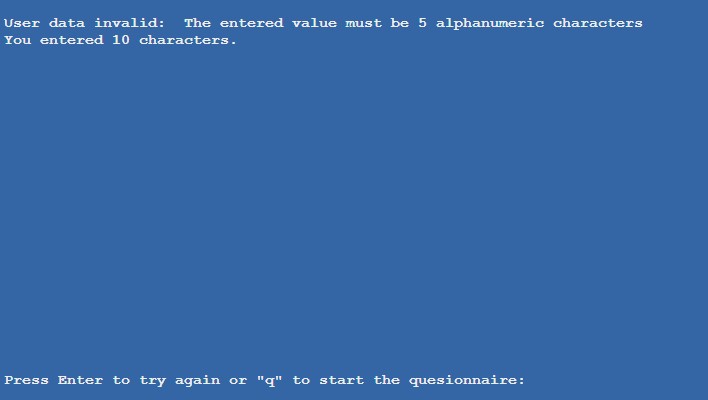 User data invalid:  The entered value must be 5 alphanumeric characters
You entered 10 characters.
Press Enter to try again or "q" to start the quesionnaire: